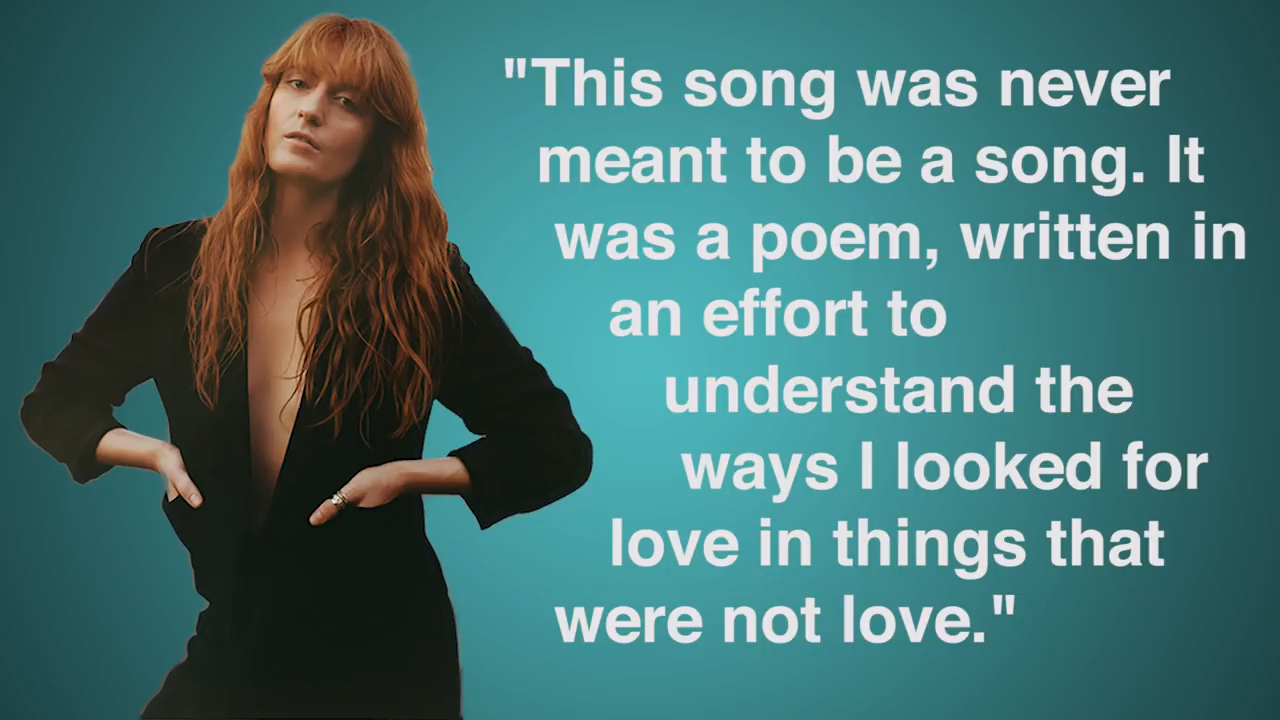 "This song was never
meant to be a song. It
was a poem, written in
an effort to
understand the
ways I looked for
love in things that
were not love."